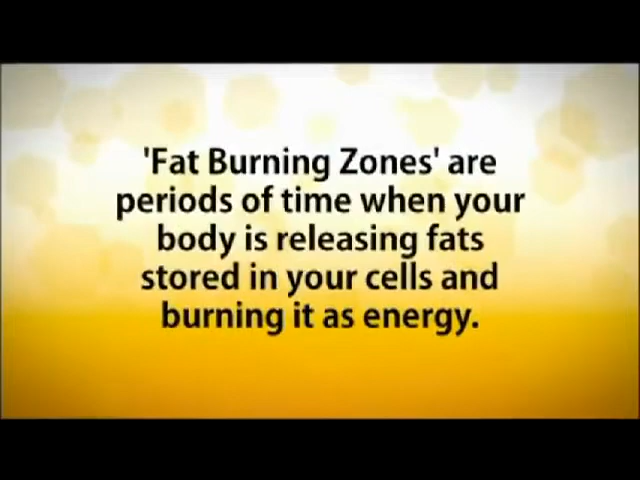 'Fat Burning Zones' are
periods of time when your
body is releasing fats
stored in your cells and
burning it as energy.